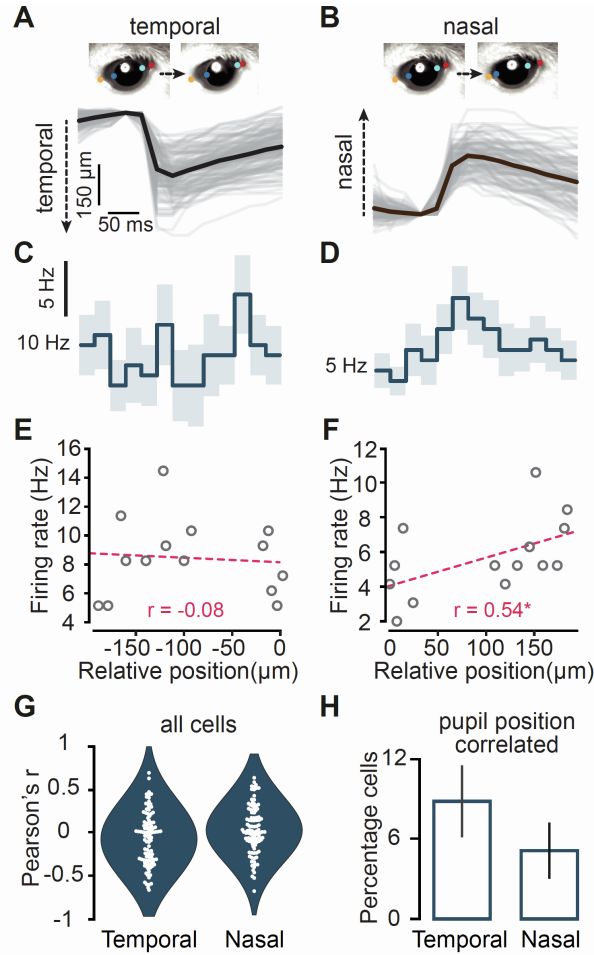 A
temporal
B
nasal
temporal
150 µm
50 ms
nasal
C
5 Hz
10 Hz
D
5 Hz
E
Firing rate (Hz)
16
14
12
10
8
6
4
r = -0.08
-150
-100
-50
0
Relative position(µm)
F
Firing rate (Hz)
12
10
8
6
4
2
r = 0.54*
0
50
100
150
Relative position(µm)
G
all cells
Pearson's r
1
0.5
0
-0.5
-1
Temporal
Nasal
H
pupil position
correlated
Percentage cells
12
6
0
Temporal
Nasal